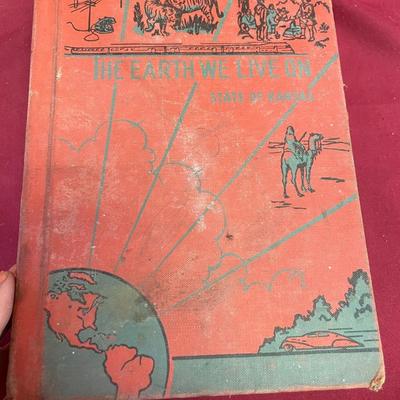 THE EARTH WE LIVE ON
STATE OF KANSAS